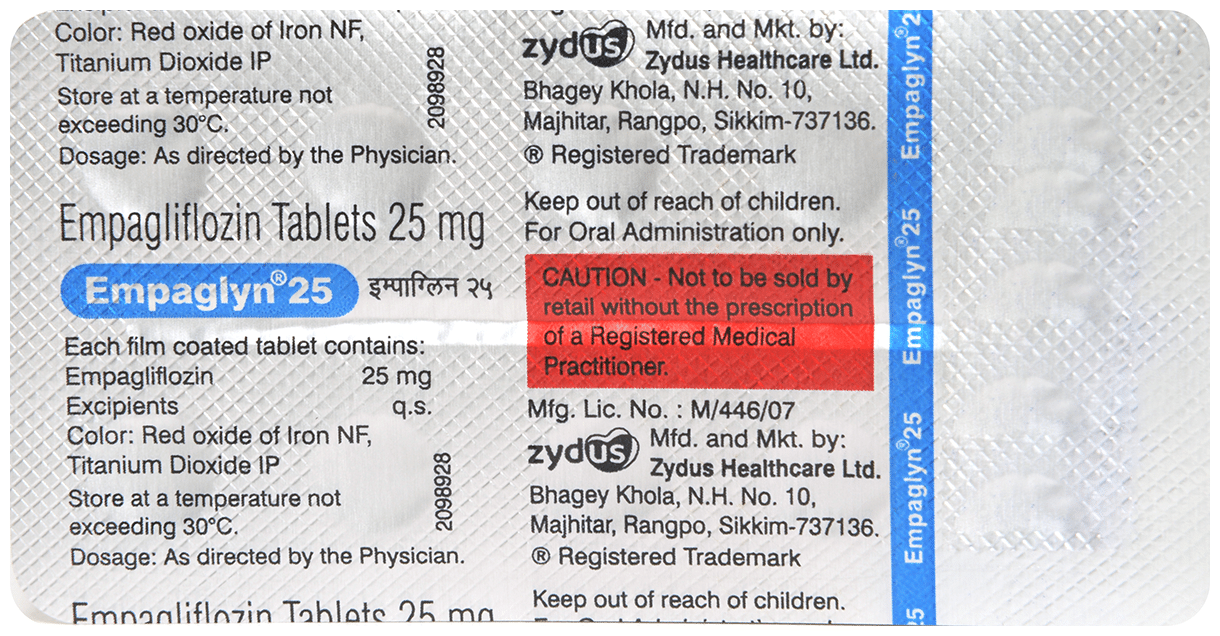 Color: Red oxide of Iron NF,
Titanium Dioxide IP
Store at a temperature not
exceeding 30°C.
Dosage: As directed by the Physician.
2098928
Empagliflozin Tablets 25 mg
Empaglyn® 25 इम्पाग्लिन २५
Each film coated tablet contains:
Empagliflozin 25 mg
Excipients q.s.
Color: Red oxide of Iron NF,
Titanium Dioxide IP
Store at a temperature not
exceeding 30°C.
Dosage: As directed by the Physician.
2098928
Empagliflozin Tablets 25 mg
zydus Mfd. and Mkt. by:
Zydus Healthcare Ltd.
Bhagey Khola, N.H. No. 10,
Majhitar, Rangpo, Sikkim-737136.
® Registered Trademark
Keep out of reach of children.
For Oral Administration only.
CAUTION - Not to be sold by
retail without the prescription
of a Registered Medical
Practitioner.
Mfg. Lic. No. : M/446/07
zydus Mfd. and Mkt. by:
Zydus Healthcare Ltd.
Bhagey Khola, N.H. No. 10,
Majhitar, Rangpo, Sikkim-737136.
® Registered Trademark
Keep out of reach of children.
Empaglyn® 2
Empaglyn® 25
Empaglyn® 25
25